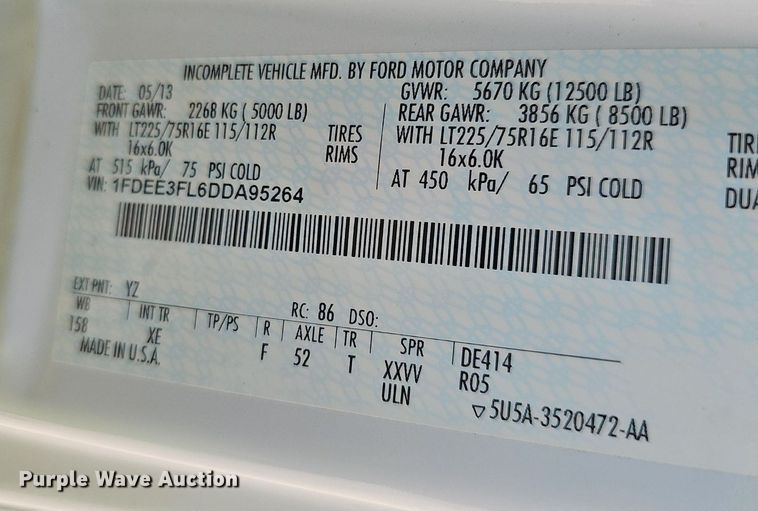 INCOMPLETE VEHICLE MFD. BY FORD MOTOR COMPANY
DATE: 05/13 GVWR: 5670 KG (12500 LB)
FRONT GAWR: 2268 KG ( 5000 LB) REAR GAWR: 3856 KG ( 8500 LB)
WITH LT225/75R16E 115/112R TIRES WITH LT225/75R16E 115/112R TIRE
16x6.0K RIMS 16x6.0K RIM
AT 515 kPa/ 75 PSI COLD AT 450 kPa/ 65 PSI COLD DUA
VIN: 1FDEE3FL6DDA95264
EXT PNT: YZ RC: 86 DSO:
WB INT TR TP/PS R AXLE TR SPR DE414
158 XE F 52 T XXVV R05
MADE IN U.S.A. ULN ▽5U5A-3520472-AA
Purple Wave Auction